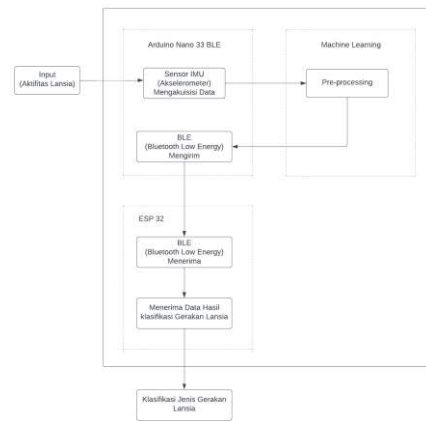 Arduino Nano 33 BLE
Machine Learning
Input
(Aktifitas Lansia)
Sensor IMU
(Akselerometer)
Mengakuisisi Data
Pre-processing
BLE
(Bluetooth Low Energy)
Mengirim
ESP 32
BLE
(Bluetooth Low Energy)
Menerima
Menerima Data Hasil
klasifikasi Gerakan Lansia
Klasifikasi Jenis Gerakan
Lansia